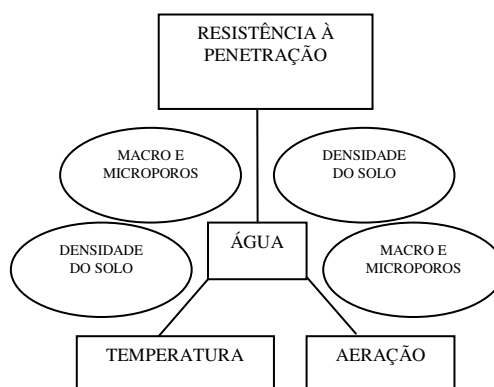 RESISTÊNCIA À
PENETRAÇÃO
MACRO E
MICROPOROS
DENSIDADE
DO SOLO
DENSIDADE
DO SOLO
ÁGUA
MACRO E
MICROPOROS
TEMPERATURA
AERAÇÃO